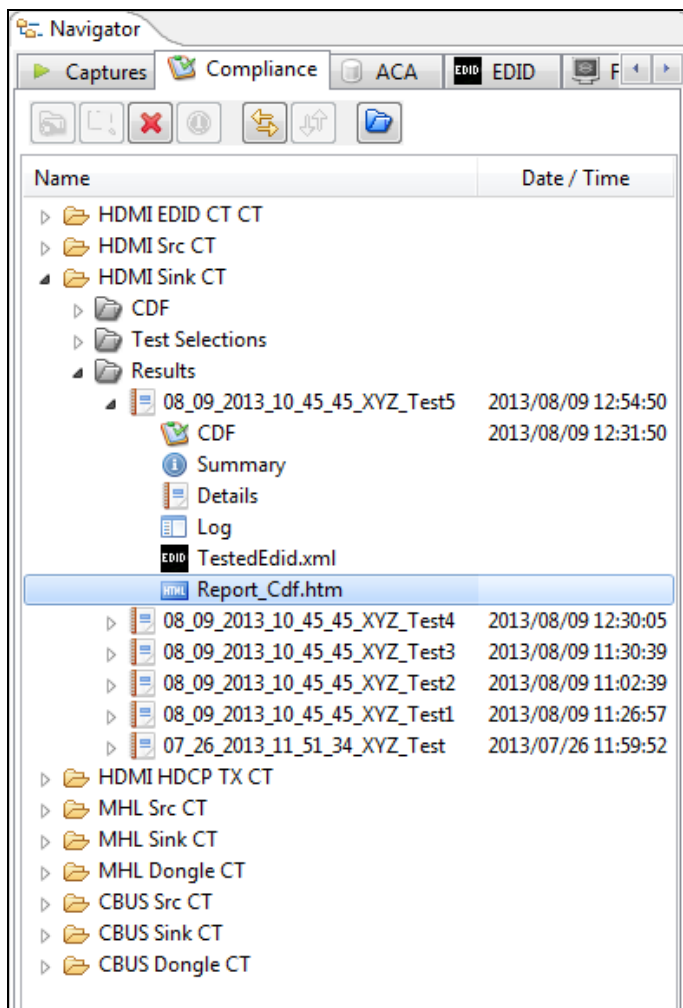 Navigator
Captures Compliance ACA EDID EDID F
Name Date / Time
HDMI EDID CT CT
HDMI Src CT
HDMI Sink CT
CDF
Test Selections
Results
08_09_2013_10_45_45_XYZ_Test5 2013/08/09 12:54:50
CDF 2013/08/09 12:31:50
Summary
Details
Log
EDID TestedEdid.xml
HTML Report_Cdf.htm
08_09_2013_10_45_45_XYZ_Test4 2013/08/09 12:30:05
08_09_2013_10_45_45_XYZ_Test3 2013/08/09 11:30:39
08_09_2013_10_45_45_XYZ_Test2 2013/08/09 11:02:39
08_09_2013_10_45_45_XYZ_Test1 2013/08/09 11:26:57
07_26_2013_11_51_34_XYZ_Test 2013/07/26 11:59:52
HDMI HDCP TX CT
MHL Src CT
MHL Sink CT
MHL Dongle CT
CBUS Src CT
CBUS Sink CT
CBUS Dongle CT